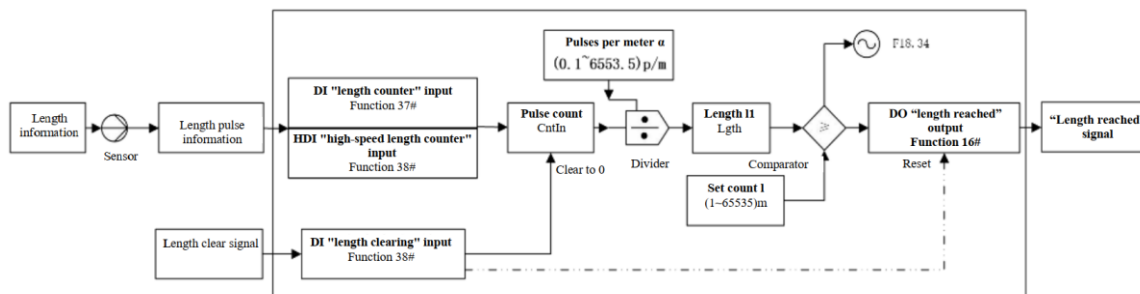 Length
information
Sensor
Length pulse
information
DI "length counter" input
Function 37#
HDI "high-speed length counter"
input
Function 38#
Pulses per meter α
(0.1~6553.5)p/m
Pulse count
CntIn
Clear to 0
Divider
Length l1
Lgth
Set count l
(1~65535)m
Comparator
F18.34
DO “length reached”
output
Function 16#
Reset
“Length reached
signal
Length clear signal
DI "length clearing" input
Function 38#